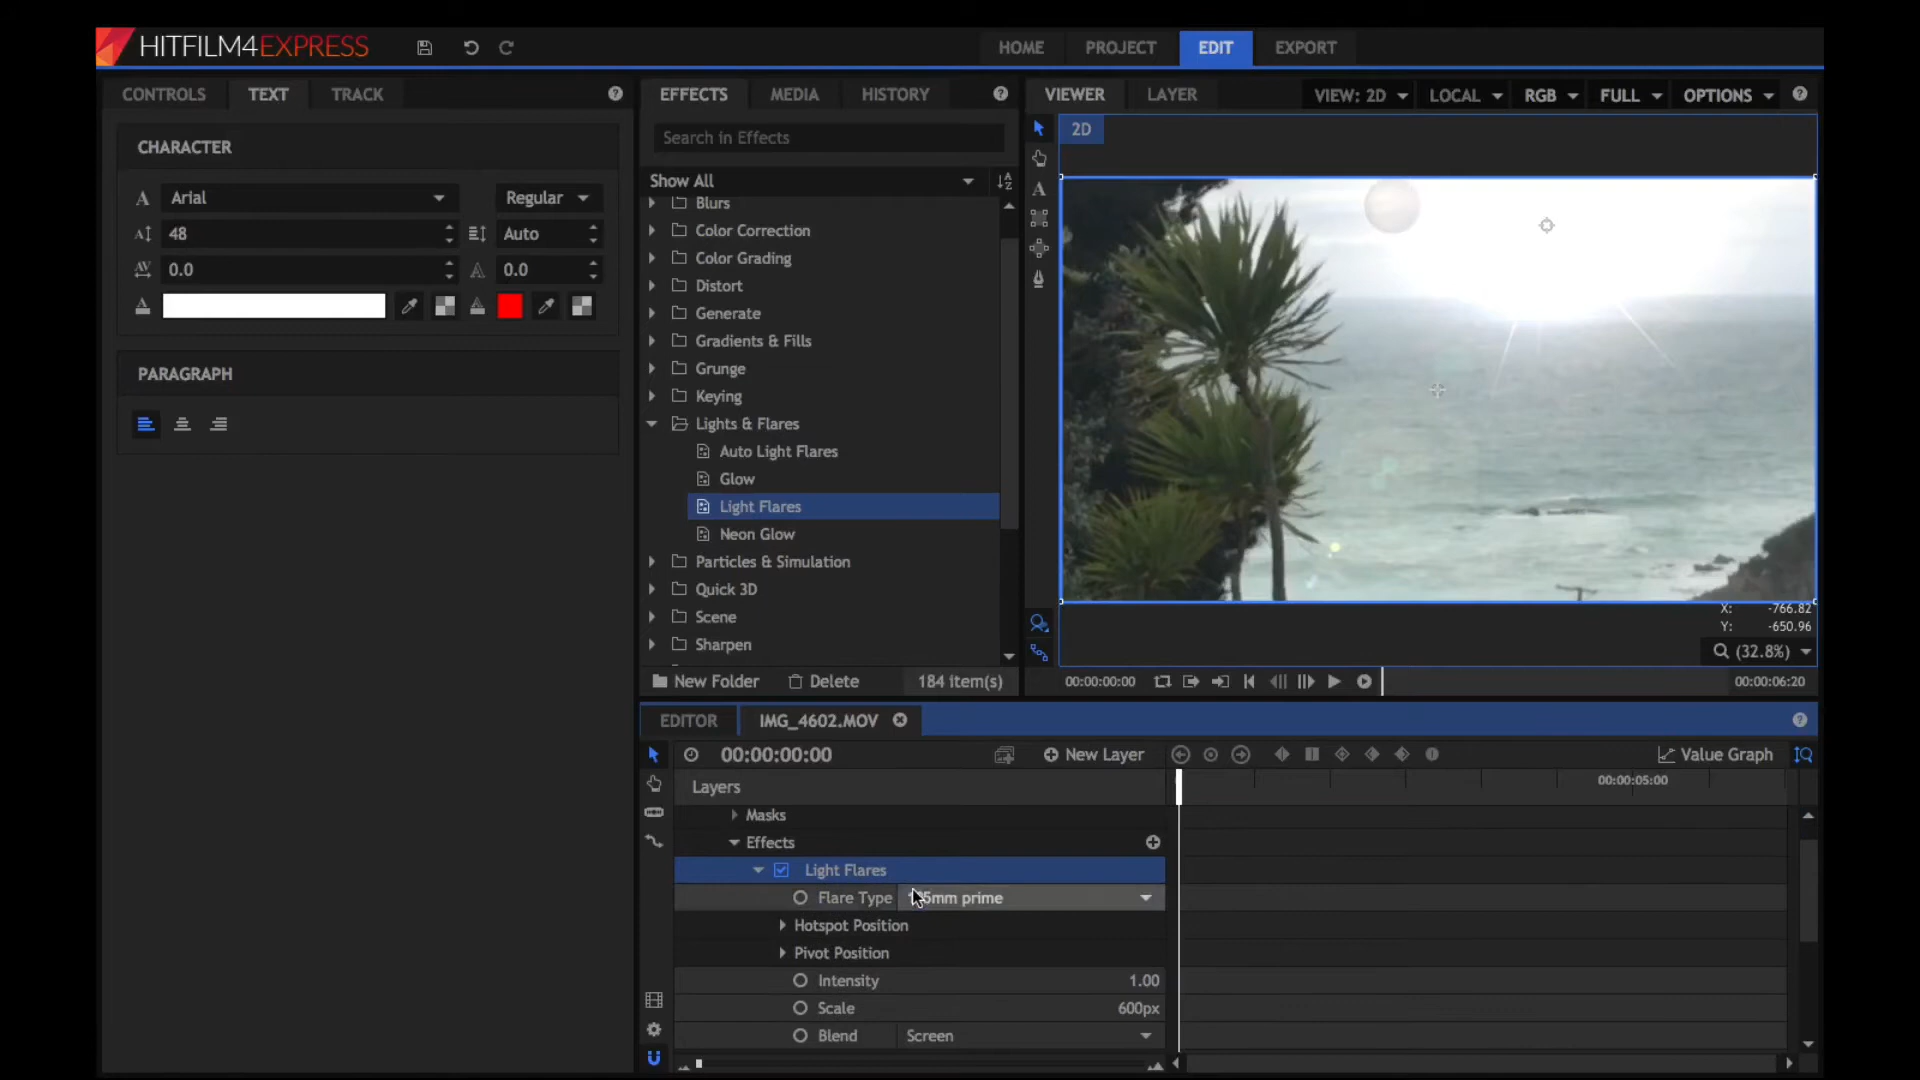 HITFILM4EXPRESS
HOME PROJECT EDIT EXPORT
CONTROLS TEXT TRACK
CHARACTER
A Arial Regular
48 Auto
AV 0.0 0.0
PARAGRAPH
EFFECTS MEDIA HISTORY
Search in Effects
Show All
Blurs
Color Correction
Color Grading
Distort
Generate
Gradients & Fills
Grunge
Keying
Lights & Flares
Auto Light Flares
Glow
Light Flares
Neon Glow
Particles & Simulation
Quick 3D
Scene
Sharpen
New Folder Delete 184 item(s)
VIEWER LAYER VIEW: 2D LOCAL RGB FULL OPTIONS
2D
X: -766.82
Y: -650.96
(32.8%)
00:00:00:00 00:00:06:20
EDITOR IMG_4602.MOV
00:00:00:00 New Layer Value Graph
Layers 00:00:05:00
Masks
Effects
Light Flares
Flare Type 5mm prime
Hotspot Position
Pivot Position
Intensity 1.00
Scale 600px
Blend Screen